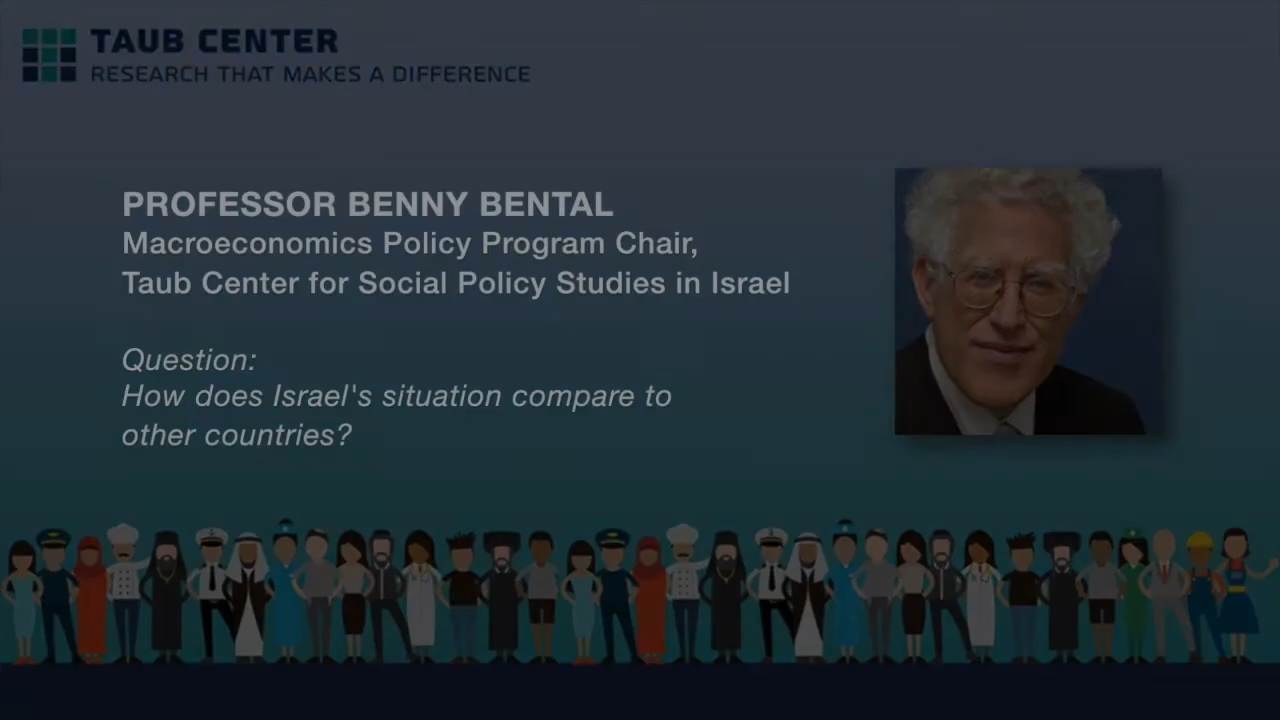 TAUB CENTER
RESEARCH THAT MAKES A DIFFERENCE
PROFESSOR BENNY BENTAL
Macroeconomics Policy Program Chair,
Taub Center for Social Policy Studies in Israel
Question:
How does Israel's situation compare to
other countries?